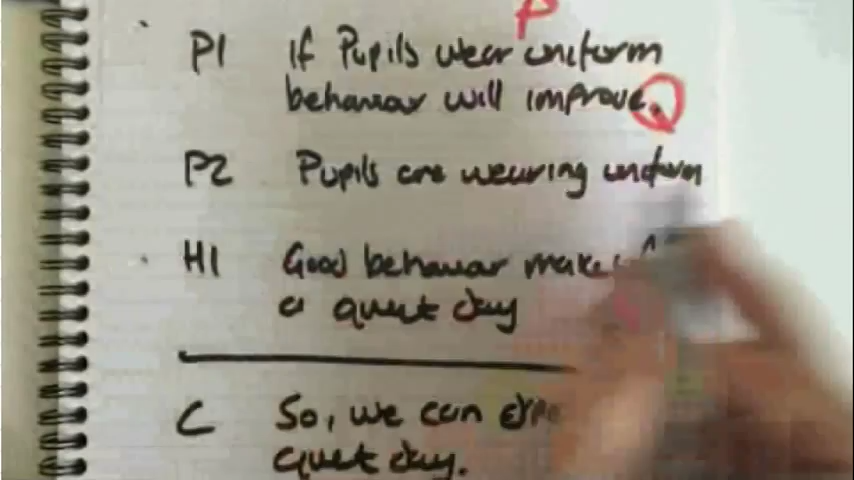 P
P1 If Pupils wear uniform
behaviour will improve. Q
P2 Pupils are wearing uniform
H1 Good behaviour makes
a quiet day
C So, we can
quiet day.